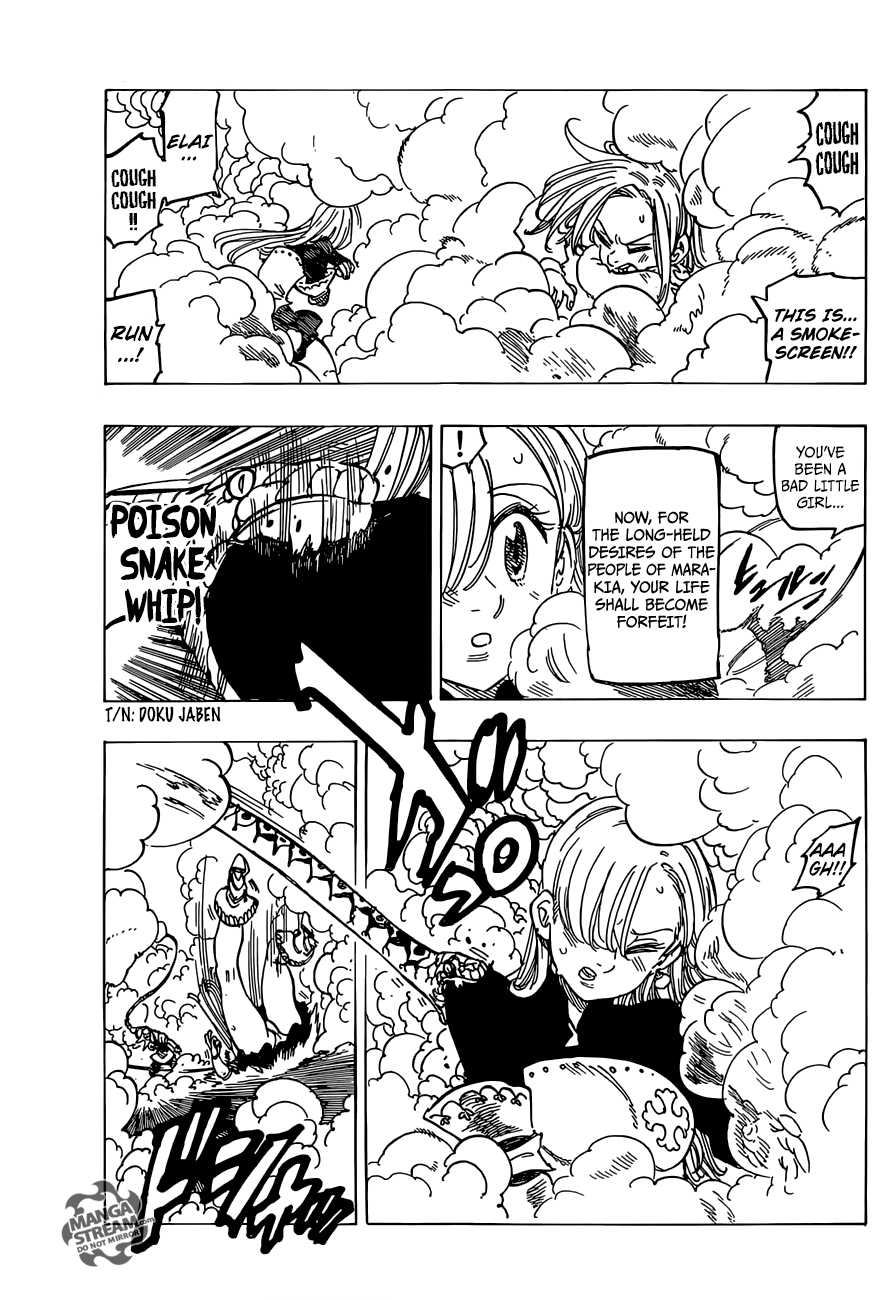 COUGH
COUGH
THIS IS...
A SMOKE-
SCREEN!!
ELAI
...
COUGH
COUGH
!!
RUN
...!
YOU'VE
BEEN A
BAD LITTLE
GIRL...
NOW, FOR
THE LONG-HELD
DESIRES OF THE
PEOPLE OF MARA-
KIA, YOUR LIFE
SHALL BECOME
FORFEIT!
!
POISON
SNAKE
WHIP!
T/N: DOKU JABEN
AAA
GH!!
MANGA
STREAM.com
DO NOT MIRROR